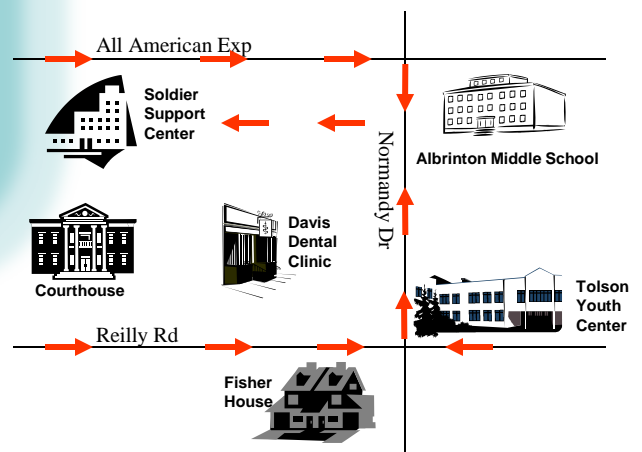 All American Exp
Soldier
Support
Center
Normandy Dr
Albrinton Middle School
Davis
Dental
Clinic
Courthouse
Tolson
Youth
Center
Reilly Rd
Fisher
House